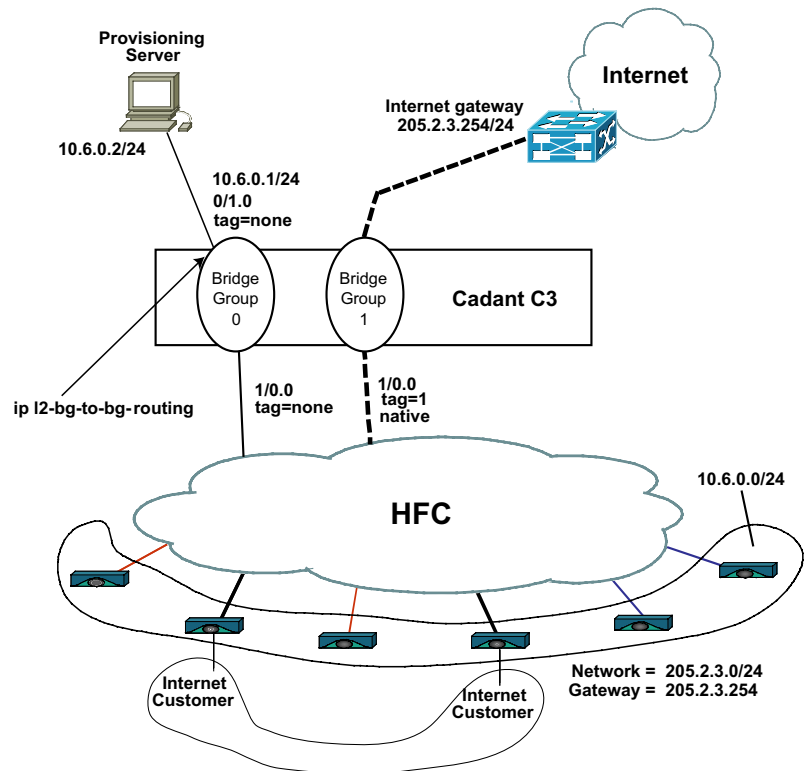 Provisioning
Server
Internet
Internet gateway
205.2.3.254/24
10.6.0.2/24
10.6.0.1/24
0/1.0
tag=none
Bridge
Group
0
Bridge
Group
1
Cadant C3
1/0.0
tag=none
1/0.0
tag=1
native
ip l2-bg-to-bg-routing
10.6.0.0/24
HFC
Internet
Customer
Internet
Customer
Network = 205.2.3.0/24
Gateway = 205.2.3.254